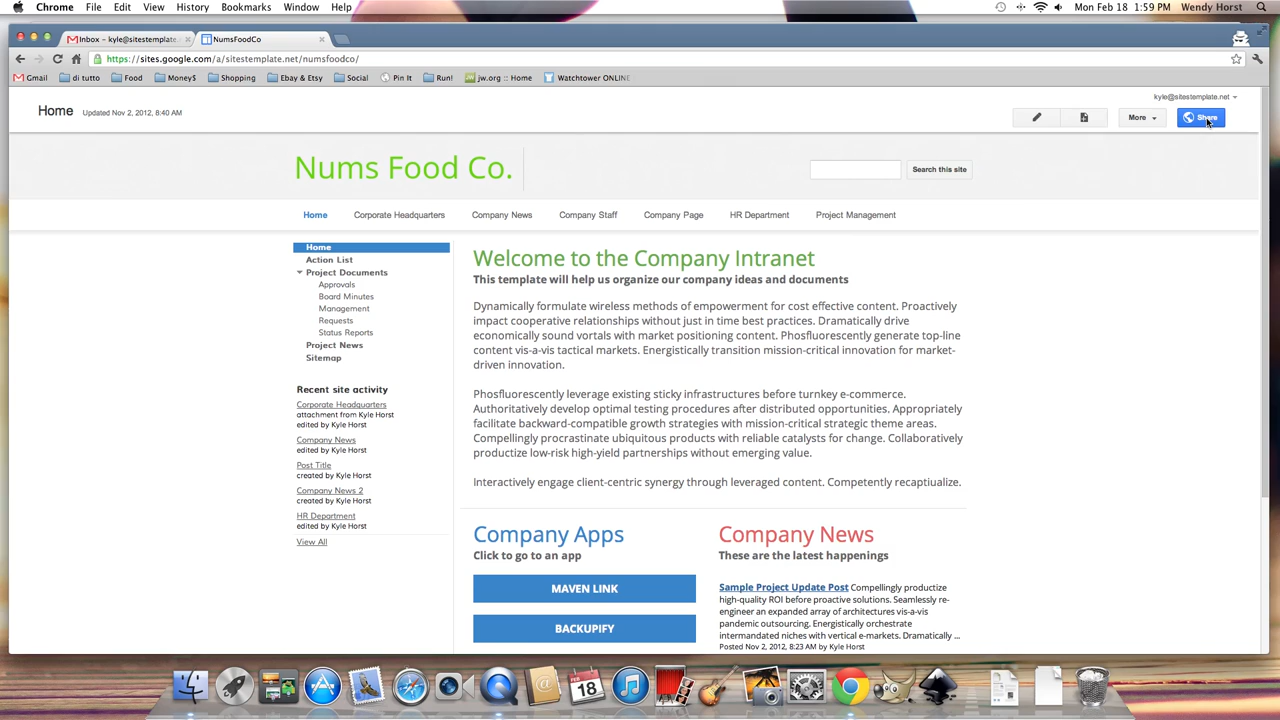 Chrome File Edit View History Bookmarks Window Help Mon Feb 18 1:59 PM Wendy Horst
Inbox – kyle@sitestemplate. NumsFoodCo
https://sites.google.com/a/sitestemplate.net/numsfoodco/
Gmail di tutto Food Money$ Shopping Ebay & Etsy Social Pin It Run! jw.org :: Home Watchtower ONLINE
kyle@sitestemplate.net
Home Updated Nov 2, 2012, 8:40 AM More Share
Nums Food Co. Search this site
Home Corporate Headquarters Company News Company Staff Company Page HR Department Project Management
Home
Action List
Project Documents
Approvals
Board Minutes
Management
Requests
Status Reports
Project News
Sitemap
Recent site activity
Corporate Headquarters
attachment from Kyle Horst
edited by Kyle Horst
Company News
edited by Kyle Horst
Post Title
created by Kyle Horst
Company News 2
created by Kyle Horst
HR Department
edited by Kyle Horst
View All
Welcome to the Company Intranet
This template will help us organize our company ideas and documents
Dynamically formulate wireless methods of empowerment for cost effective content. Proactively
impact cooperative relationships without just in time best practices. Dramatically drive
economically sound vortals with market positioning content. Phosfluorescently generate top-line
content vis-a-vis tactical markets. Energistically transition mission-critical innovation for market-
driven innovation.
Phosfluorescently leverage existing sticky infrastructures before turnkey e-commerce.
Authoritatively develop optimal testing procedures after distributed opportunities. Appropriately
facilitate backward-compatible growth strategies with mission-critical strategic theme areas.
Compellingly procrastinate ubiquitous products with reliable catalysts for change. Collaboratively
productize low-risk high-yield partnerships without emerging value.
Interactively engage client-centric synergy through leveraged content. Competently recaptiualize.
Company Apps
Click to go to an app
MAVEN LINK
BACKUPIFY
Company News
These are the latest happenings
Sample Project Update Post Compellingly productize
high-quality ROI before proactive solutions. Seamlessly re-
engineer an expanded array of architectures vis-a-vis
pandemic outsourcing. Energistically orchestrate
intermandated niches with vertical e-markets. Dramatically ...
Posted Nov 2, 2012, 8:23 AM by Kyle Horst
18